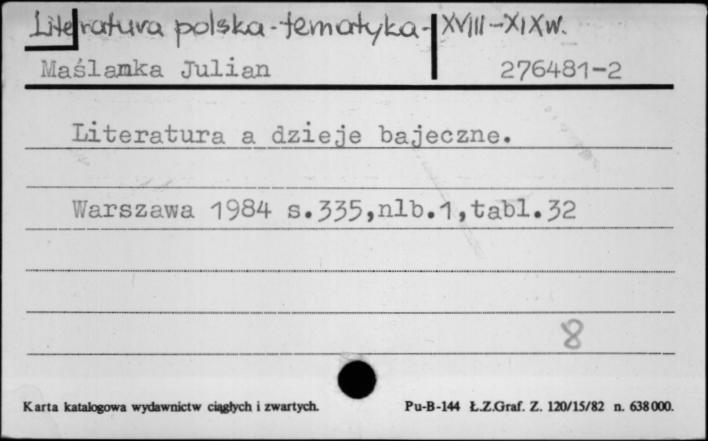 Literatura polska - tematyka - XVIII-XIXw.
Maślanka Julian 276481-2
Literatura a dzieje bajeczne.
Warszawa 1984 s.335,nlb.1,tabl.32
8
Karta katalogowa wydawnictw ciągłych i zwartych. Pu-B-144 Ł.Z.Graf. Z. 120/15/82 n. 638000.